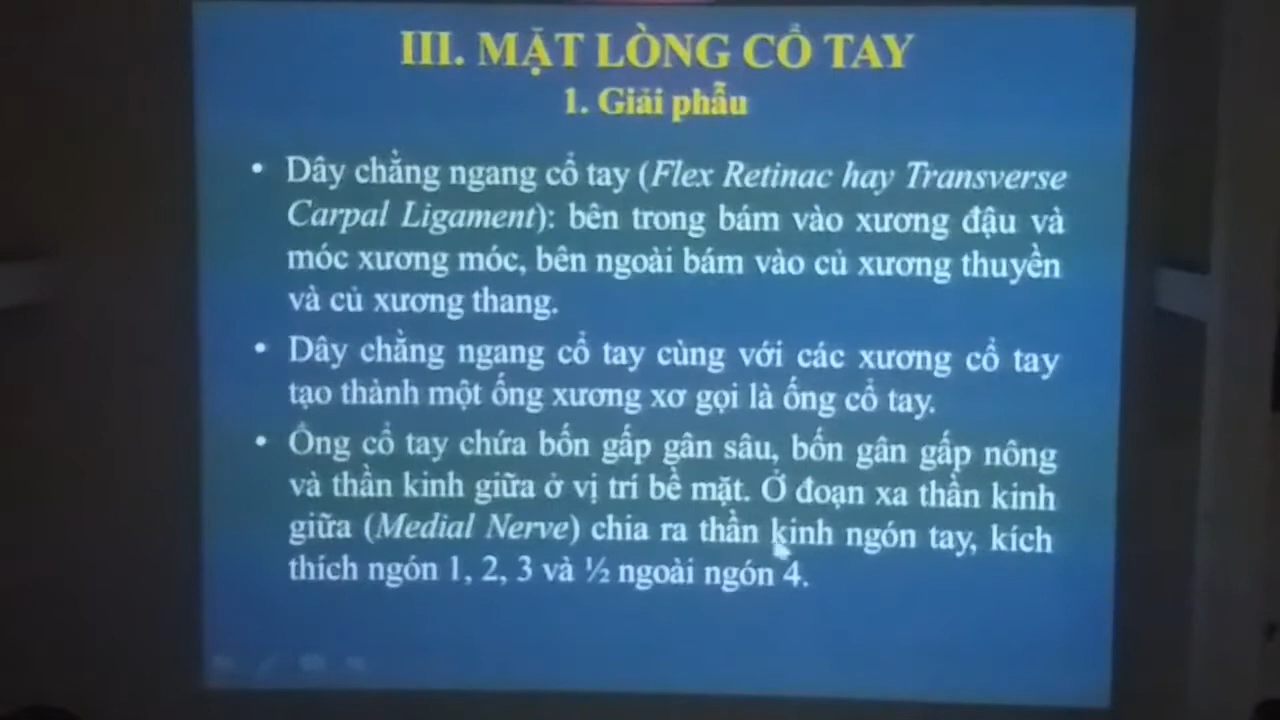 III. MẶT LÒNG CỔ TAY
1. Giải phẫu
• Dây chằng ngang cổ tay (Flex Retinac hay Transverse
Carpal Ligament): bên trong bám vào xương đậu và
móc xương móc, bên ngoài bám vào củ xương thuyền
và củ xương thang.
• Dây chằng ngang cổ tay cùng với các xương cổ tay
tạo thành một ống xương xơ gọi là ống cổ tay.
• Ống cổ tay chứa bốn gấp gân sâu, bốn gân gấp nông
và thần kinh giữa ở vị trí bề mặt. Ở đoạn xa thần kinh
giữa (Medial Nerve) chia ra thần kinh ngón tay, kích
thích ngón 1, 2, 3 và ½ ngoài ngón 4.